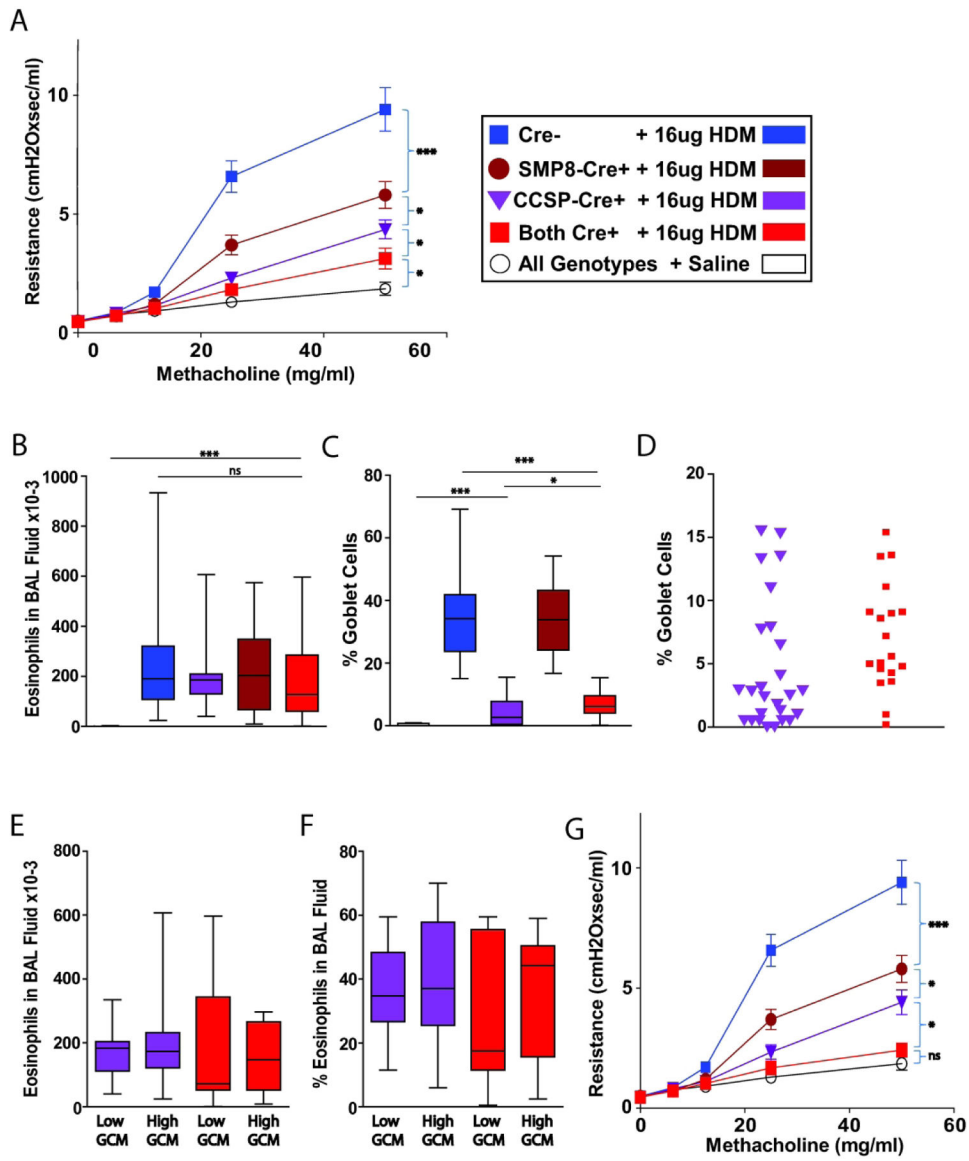 A
Resistance (cmH2Oxsec/ml)
10
5
0
0 20 40 60
Methacholine (mg/ml)
***
*
*
*
Cre- + 16ug HDM
SMP8-Cre+ + 16ug HDM
CCSP-Cre+ + 16ug HDM
Both Cre+ + 16ug HDM
All Genotypes + Saline
B
Eosinophils in BAL Fluid x10-3
1000
800
600
400
200
0
***
ns
C
% Goblet Cells
80
60
40
20
0
***
***
*
D
% Goblet Cells
20
15
10
5
0
E
Eosinophils in BAL Fluid x10-3
800
600
400
200
0
Low High Low High
GCM GCM GCM GCM
F
% Eosinophils in BAL Fluid
80
60
40
20
0
Low High Low High
GCM GCM GCM GCM
G
Resistance (cmH2Oxsec/ml)
10
5
0
0 20 40 60
Methacholine (mg/ml)
***
*
*
ns